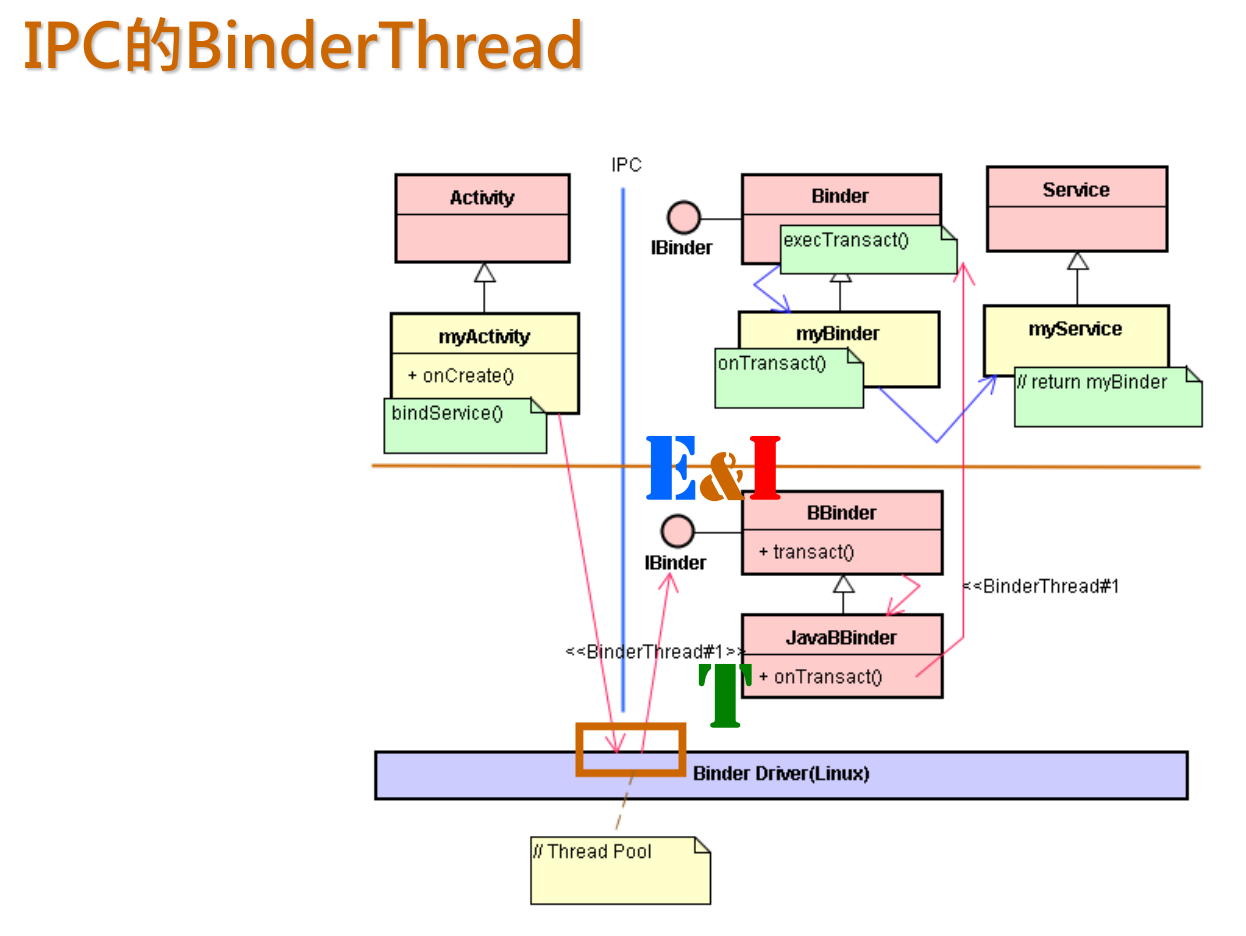 IPC的BinderThread
IPC
Activity
Binder
Service
execTransact()
IBinder
myActivity
+ onCreate()
bindService()
myBinder
onTransact()
myService
// return myBinder
E&I
BBinder
+ transact()
IBinder
<<BinderThread#1
<<BinderThread#1>>
JavaBBinder
+ onTransact()
T
Binder Driver(Linux)
// Thread Pool